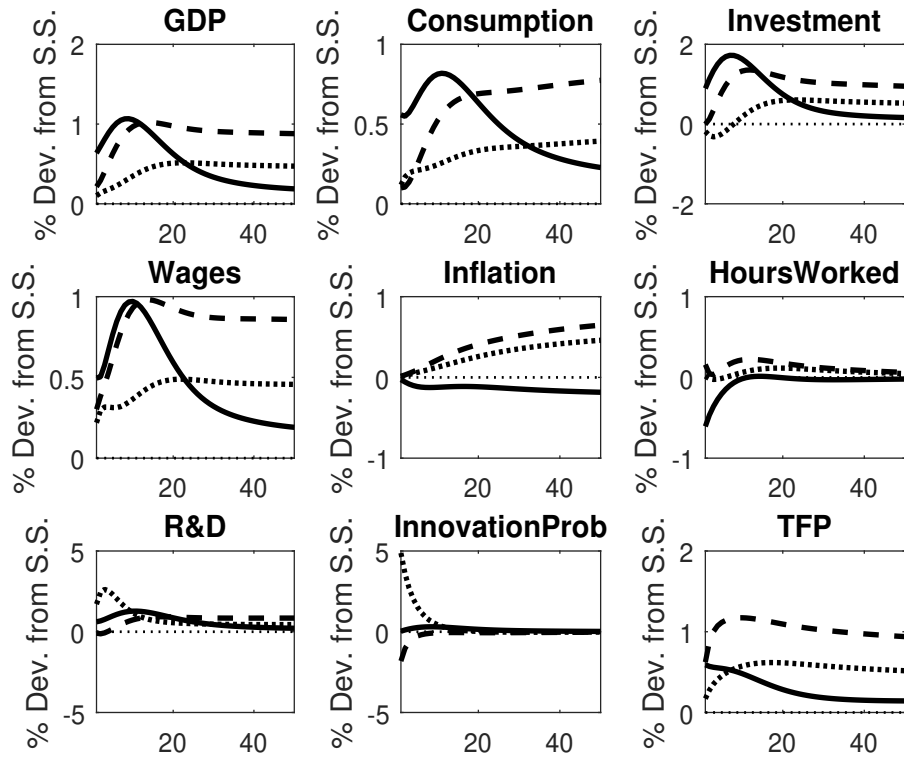 GDP
% Dev. from S.S.
2
1
0
20 40
Consumption
% Dev. from S.S.
1
0.5
0
20 40
Investment
% Dev. from S.S.
2
0
-2
20 40
Wages
% Dev. from S.S.
1
0.5
0
20 40
Inflation
% Dev. from S.S.
1
0
-1
20 40
HoursWorked
% Dev. from S.S.
1
0
-1
20 40
R&D
% Dev. from S.S.
5
0
-5
20 40
InnovationProb
% Dev. from S.S.
5
0
-5
20 40
TFP
% Dev. from S.S.
2
1
0
20 40